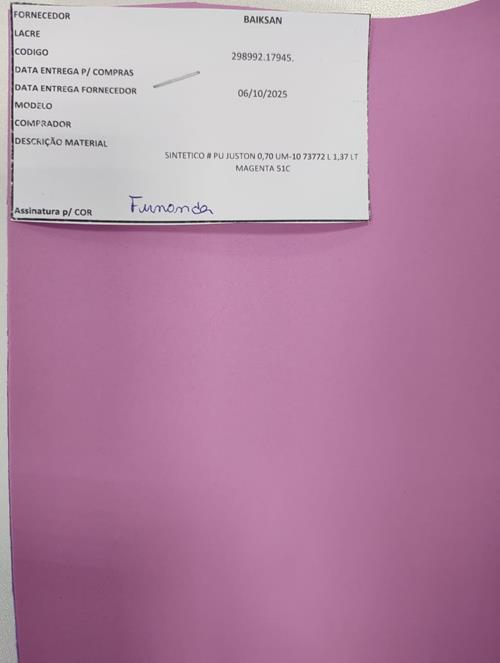 FORNECEDOR BAIKSAN
LACRE
CODIGO 298992.17945.
DATA ENTREGA P/ COMPRAS
DATA ENTREGA FORNECEDOR 06/10/2025
MODELO
COMPRADOR
DESCRIÇÃO MATERIAL
SINTETICO # PU JUSTON 0,70 UM-10 73772 L 1,37 LT
MAGENTA 51C
Assinatura p/ COR Fernanda